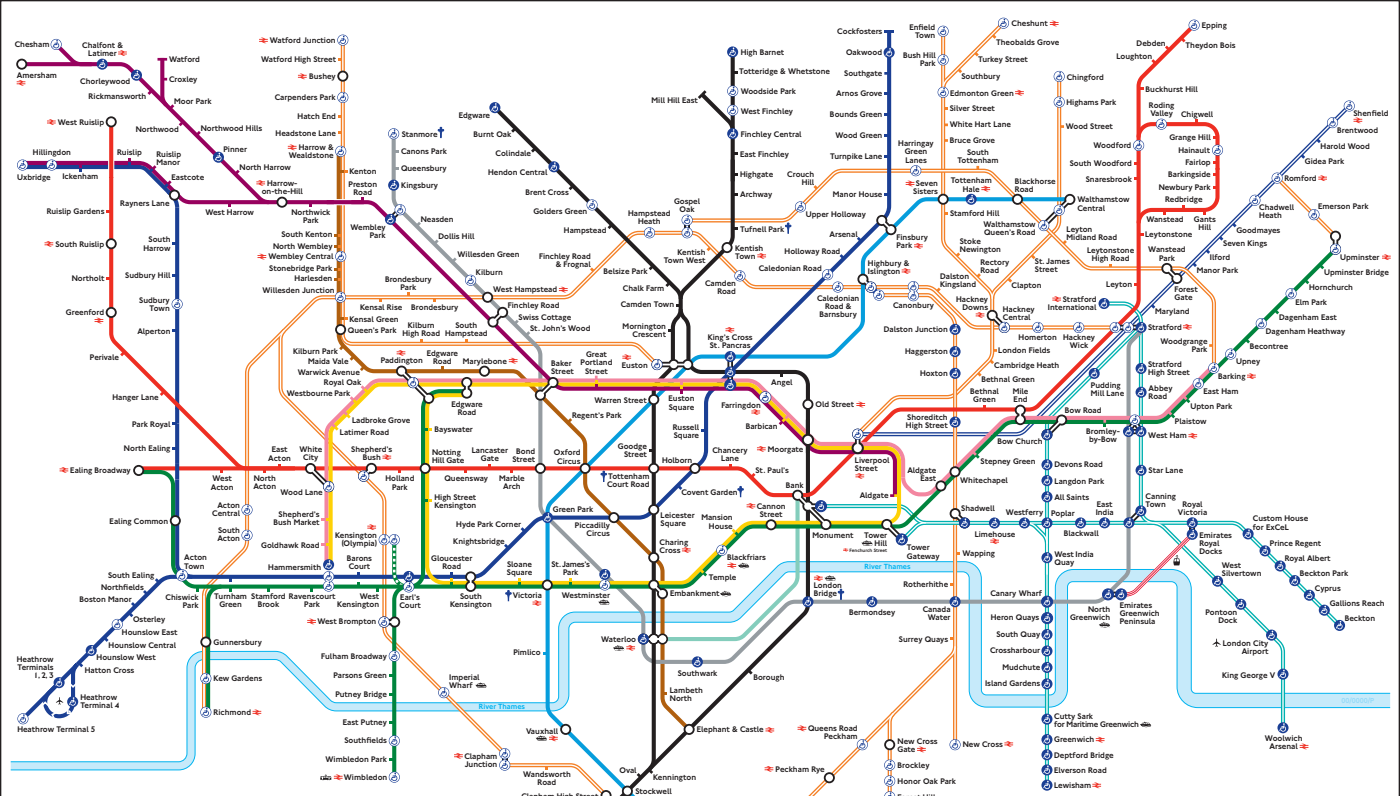 Chesham
Chalfont &
Latimer
Amersham
Chorleywood
Rickmansworth
Watford
Croxley
Moor Park
Northwood
Northwood Hills
Pinner
North Harrow
Harrow-
on-the-Hill
Northwick
Park
West Harrow
West Ruislip
Hillingdon
Uxbridge
Ickenham
Ruislip
Ruislip
Manor
Eastcote
Rayners Lane
Ruislip Gardens
South Ruislip
Northolt
Greenford
Perivale
Hanger Lane
South
Harrow
Sudbury Hill
Sudbury
Town
Alperton
Park Royal
North Ealing
Ealing Broadway
Ealing Common
West
Acton
North
Acton
East
Acton
White
City
Acton
Central
South
Acton
Acton
Town
South Ealing
Northfields
Boston Manor
Osterley
Hounslow East
Hounslow Central
Hounslow West
Hatton Cross
Heathrow
Terminals
1, 2, 3
Heathrow
Terminal 4
Heathrow Terminal 5
Chiswick
Park
Turnham
Green
Stamford
Brook
Ravenscourt
Park
West
Kensington
Gunnersbury
Kew Gardens
Richmond
Watford Junction
Watford High Street
Bushey
Carpenders Park
Hatch End
Headstone Lane
Harrow &
Wealdstone
Kenton
Preston
Road
South Kenton
North Wembley
Wembley Central
Stonebridge Park
Harlesden
Willesden Junction
Kensal Rise
Brondesbury
Park
Brondesbury
Kensal Green
Queen's Park
Kilburn
High Road
South
Hampstead
Kilburn Park
Maida Vale
Warwick Avenue
Royal Oak
Westbourne Park
Ladbroke Grove
Latimer Road
Stanmore
Canons Park
Queensbury
Kingsbury
Wembley
Park
Neasden
Dollis Hill
Willesden Green
Kilburn
West Hampstead
Finchley Road
Swiss Cottage
St. John's Wood
Edgware
Burnt Oak
Colindale
Hendon Central
Brent Cross
Golders Green
Hampstead
Finchley Road
& Frognal
Belsize Park
Chalk Farm
Camden Town
Mornington
Crescent
Euston
Hampstead
Heath
Gospel
Oak
Kentish
Town West
Kentish
Town
Camden
Road
Mill Hill East
High Barnet
Totteridge & Whetstone
Woodside Park
West Finchley
Finchley Central
East Finchley
Highgate
Archway
Tufnell Park
Crouch
Hill
Upper Holloway
Cockfosters
Oakwood
Southgate
Arnos Grove
Bounds Green
Wood Green
Turnpike Lane
Manor House
Arsenal
Finsbury
Park
Holloway Road
Caledonian Road
Highbury &
Islington
Caledonian
Road &
Barnsbury
Canonbury
Harringay
Green
Lanes
Seven
Sisters
Enfield
Town
Bush Hill
Park
Cheshunt
Theobalds Grove
Turkey Street
Southbury
Edmonton Green
Silver Street
White Hart Lane
Bruce Grove
South
Tottenham
Tottenham
Hale
Blackhorse
Road
Stamford Hill
Stoke
Newington
Rectory
Road
Clapton
Dalston
Kingsland
Hackney
Downs
Hackney
Central
Homerton
Hackney
Wick
London Fields
Cambridge Heath
Bethnal Green
Chingford
Highams Park
Wood Street
Walthamstow
Central
Walthamstow
Queen's Road
Leyton
Midland Road
St. James
Street
Leytonstone
High Road
Epping
Debden
Theydon Bois
Loughton
Buckhurst Hill
Roding
Valley
Chigwell
Grange Hill
Hainault
Fairlop
Barkingside
Newbury Park
Redbridge
Gants
Hill
Wanstead
Woodford
South Woodford
Snaresbrook
Leytonstone
Wanstead
Park
Leyton
Forest
Gate
Maryland
Stratford
International
Stratford
Woodgrange
Park
Shenfield
Brentwood
Harold Wood
Gidea Park
Romford
Emerson Park
Chadwell
Heath
Goodmayes
Seven Kings
Ilford
Manor Park
Upminster
Upminster Bridge
Hornchurch
Elm Park
Dagenham East
Dagenham Heathway
Becontree
Upney
Barking
East Ham
Upton Park
Plaistow
West Ham
Paddington
Edgware
Road
Marylebone
Baker
Street
Great
Portland
Street
Edgware
Road
Bayswater
Notting
Hill Gate
Queensway
Lancaster
Gate
Marble
Arch
Bond
Street
Oxford
Circus
Regent's Park
Warren Street
Euston
Square
King's Cross
St. Pancras
Angel
Old Street
Farringdon
Barbican
Moorgate
Liverpool
Street
Russell
Square
Goodge
Street
Tottenham
Court Road
Holborn
Chancery
Lane
St. Paul's
Bank
Covent Garden
Leicester
Square
Piccadilly
Circus
Green Park
Hyde Park Corner
Knightsbridge
High Street
Kensington
Shepherd's
Bush
Holland
Park
Wood Lane
Shepherd's
Bush Market
Goldhawk Road
Hammersmith
Kensington
(Olympia)
Barons
Court
Gloucester
Road
Earl's
Court
South
Kensington
Sloane
Square
Victoria
St. James's
Park
Westminster
Charing
Cross
Embankment
Temple
Blackfriars
Mansion
House
Cannon
Street
Monument
Tower
Hill
Fenchurch Street
Tower
Gateway
Aldgate
Aldgate
East
Whitechapel
Shoreditch
High Street
Hoxton
Haggerston
Dalston Junction
Bethnal
Green
Mile
End
Stepney Green
Bow Road
Bow Church
Bromley-
by-Bow
Pudding
Mill Lane
Stratford
High Street
Abbey
Road
Star Lane
Canning
Town
Devons Road
Langdon Park
All Saints
Poplar
Blackwall
East
India
Westferry
Limehouse
Shadwell
Wapping
Rotherhithe
Canada
Water
Surrey Quays
West India
Quay
Canary Wharf
Heron Quays
South Quay
Crossharbour
Mudchute
Island Gardens
Cutty Sark
for Maritime Greenwich
Greenwich
Deptford Bridge
Elverson Road
Lewisham
North
Greenwich
Emirates
Greenwich
Peninsula
Emirates
Royal
Docks
Royal
Victoria
Custom House
for ExCeL
Prince Regent
Royal Albert
Beckton Park
Cyprus
Gallions Reach
Beckton
West
Silvertown
Pontoon
Dock
London City
Airport
King George V
Woolwich
Arsenal
River Thames
London
Bridge
Bermondsey
Southwark
Waterloo
Lambeth
North
Borough
Elephant & Castle
Kennington
Oval
Stockwell
Vauxhall
Pimlico
River Thames
West Brompton
Fulham Broadway
Parsons Green
Putney Bridge
East Putney
Southfields
Wimbledon Park
Wimbledon
Imperial
Wharf
Clapham
Junction
Wandsworth
Road
Clapham High Street
Queens Road
Peckham
Peckham Rye
New Cross
Gate
Brockley
Honor Oak Park
New Cross